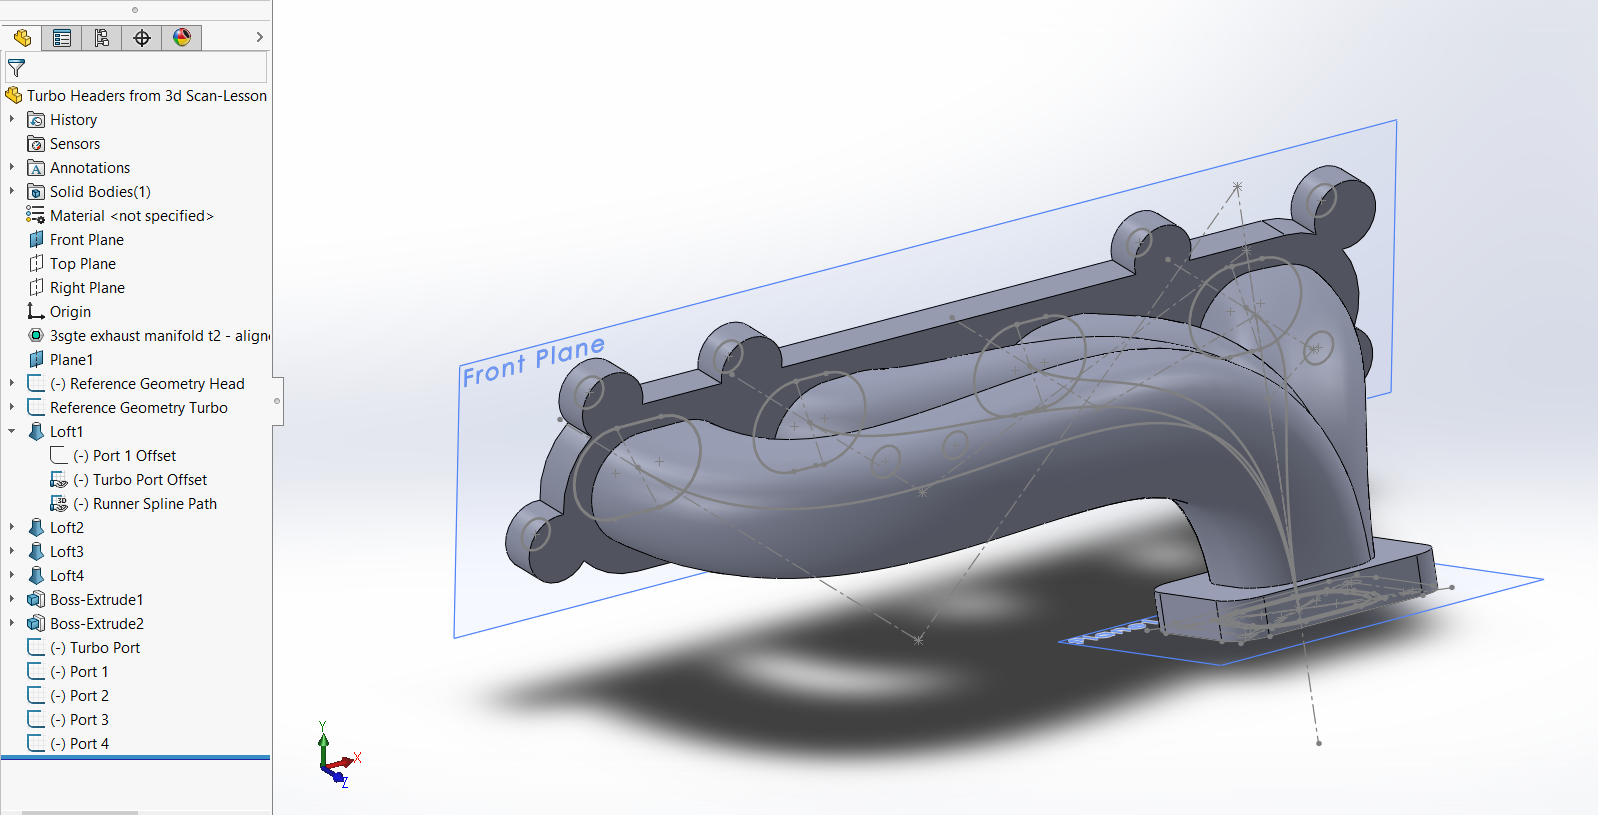 Turbo Headers from 3d Scan-Lesson
History
Sensors
Annotations
Solid Bodies(1)
Material <not specified>
Front Plane
Top Plane
Right Plane
Origin
3sgte exhaust manifold t2 - align
Plane1
(-) Reference Geometry Head
Reference Geometry Turbo
Loft1
(-) Port 1 Offset
(-) Turbo Port Offset
3D
(-) Runner Spline Path
Loft2
Loft3
Loft4
Boss-Extrude1
Boss-Extrude2
(-) Turbo Port
(-) Port 1
(-) Port 2
(-) Port 3
(-) Port 4
Front Plane
Y
X
Z